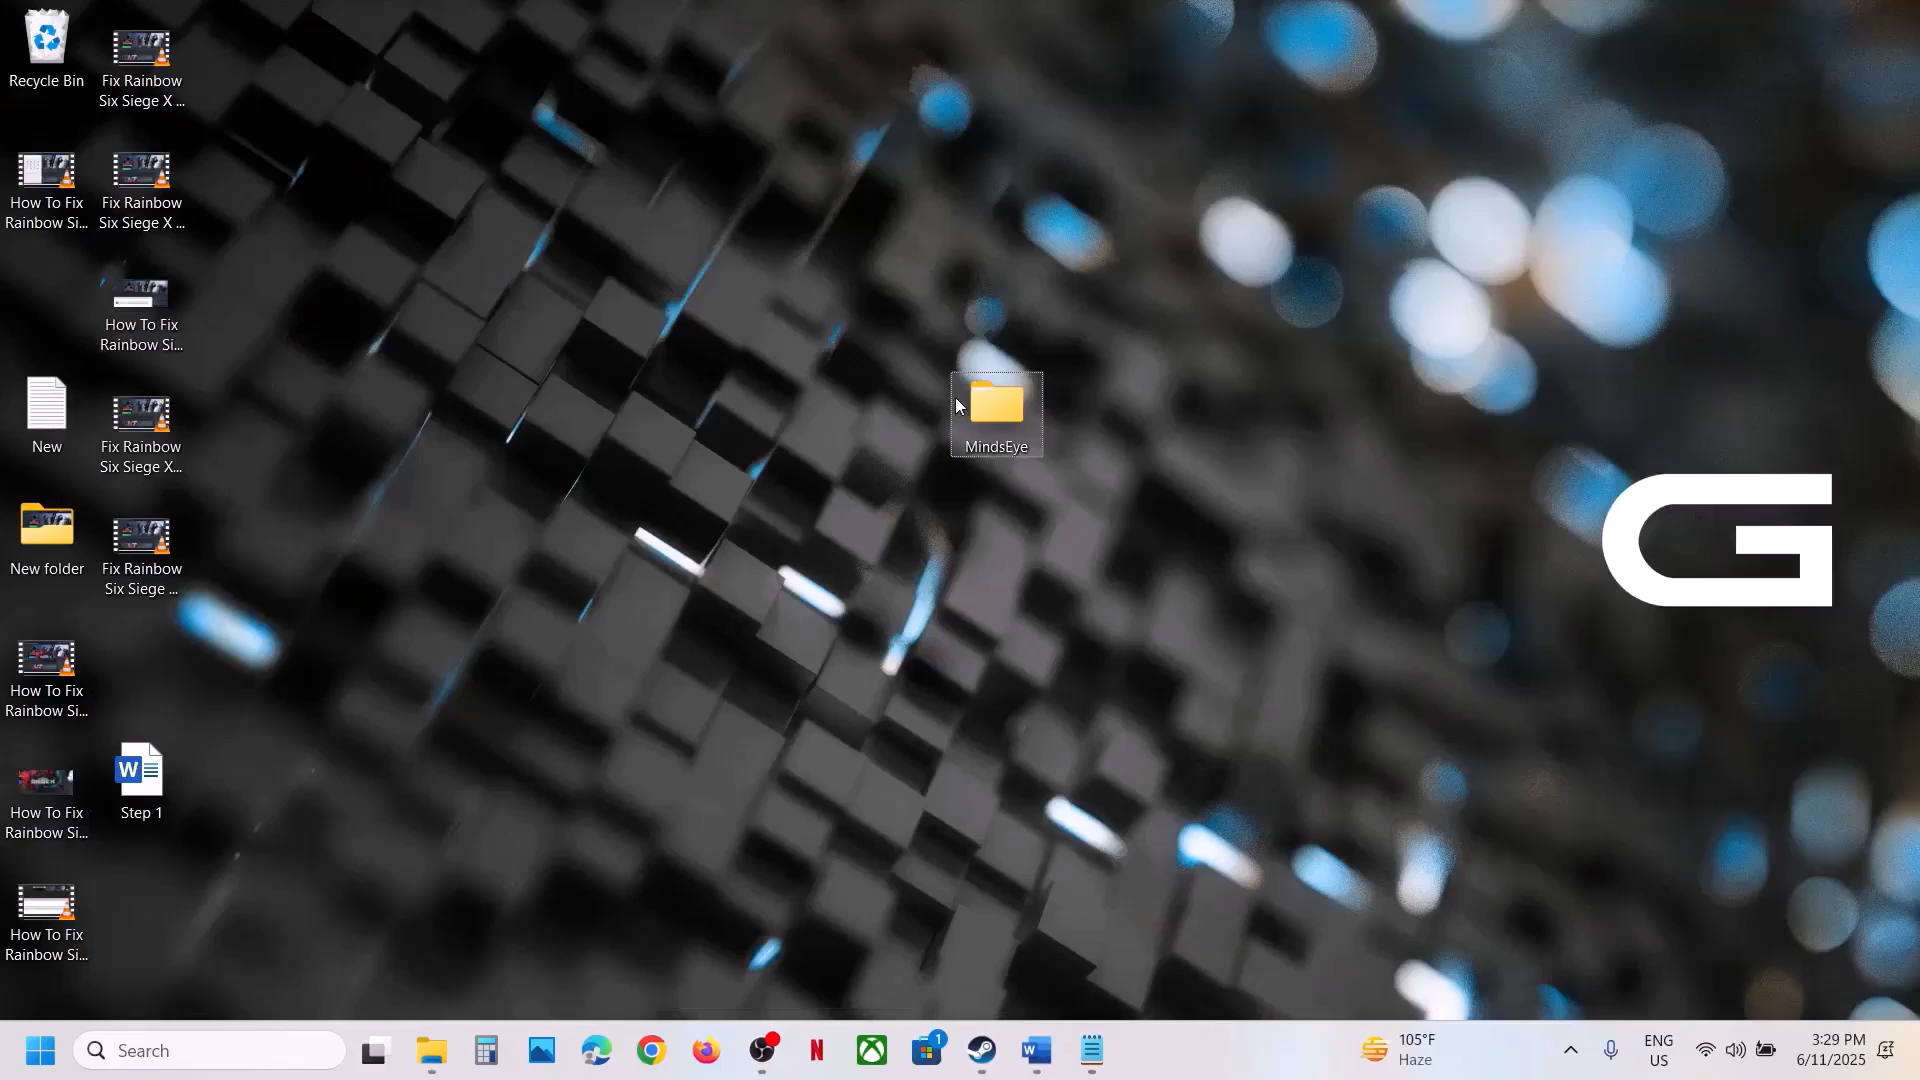 Recycle Bin
Fix Rainbow
Six Siege X ...
How To Fix
Rainbow Si...
Fix Rainbow
Six Siege X ...
How To Fix
Rainbow Si...
New
Fix Rainbow
Six Siege X...
New folder
Fix Rainbow
Six Siege ...
How To Fix
Rainbow Si...
How To Fix
Rainbow Si...
Step 1
How To Fix
Rainbow Si...
MindsEye
G
Search
1
105°F
Haze
ENG
US
3:29 PM
6/11/2025